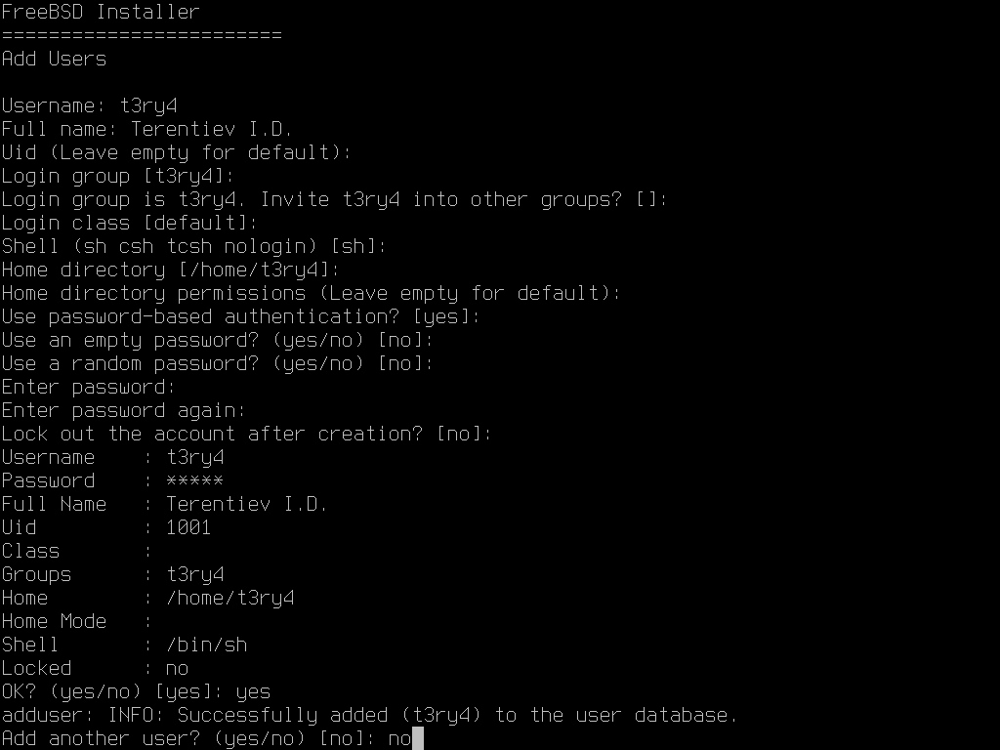 FreeBSD Installer
========================
Add Users
Username: t3ry4
Full name: Terentiev I.D.
Uid (Leave empty for default):
Login group [t3ry4]:
Login group is t3ry4. Invite t3ry4 into other groups? []:
Login class [default]:
Shell (sh csh tcsh nologin) [sh]:
Home directory [/home/t3ry4]:
Home directory permissions (Leave empty for default):
Use password-based authentication? [yes]:
Use an empty password? (yes/no) [no]:
Use a random password? (yes/no) [no]:
Enter password:
Enter password again:
Lock out the account after creation? [no]:
Username    : t3ry4
Password    : *****
Full Name   : Terentiev I.D.
Uid         : 1001
Class       :
Groups      : t3ry4
Home        : /home/t3ry4
Home Mode   :
Shell       : /bin/sh
Locked      : no
OK? (yes/no) [yes]: yes
adduser: INFO: Successfully added (t3ry4) to the user database.
Add another user? (yes/no) [no]: no